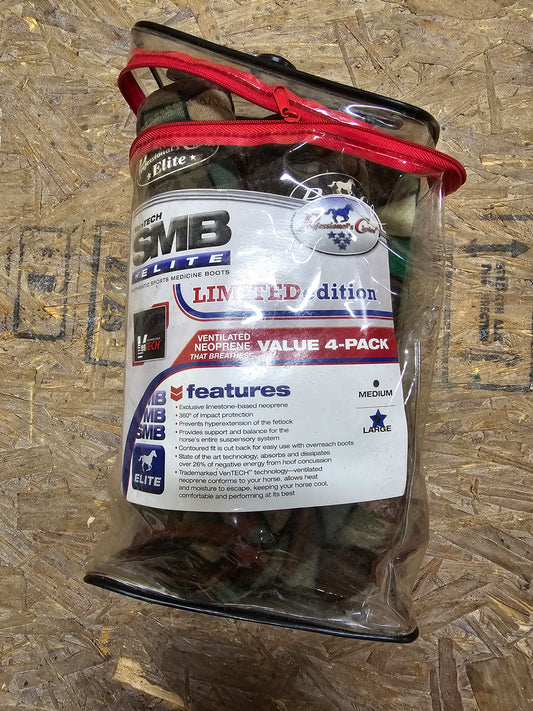 Elite
VenTECH
SMB
ELITE
AUTHENTIC SPORTS MEDICINE BOOTS
Professional's Choice
LIMITED edition
VENTILATED
NEOPRENE
THAT BREATHES!
VALUE 4-PACK
features
• Exclusive limestone-based neoprene
• 360° of impact protection
• Prevents hyperextension of the fetlock
• Provides support and balance for the
horse's entire suspensory system
• Contoured fit is cut back for easy use with overreach boots
• State of the art technology, absorbs and dissipates
over 26% of negative energy from hoof concussion
• Trademarked VenTECH™ technology—ventilated
neoprene conforms to your horse, allows heat
and moisture to escape, keeping your horse cool,
comfortable and performing at its best
MEDIUM
LARGE
SMB
ELITE